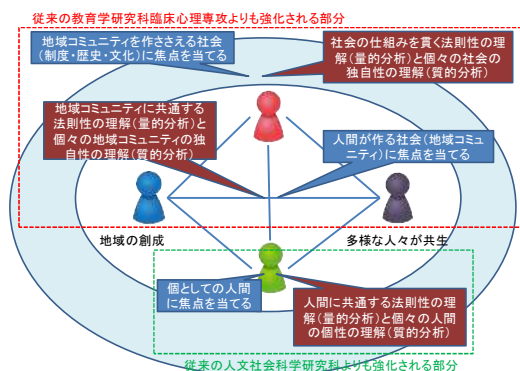 従来の教育学研究科臨床心理専攻よりも強化される部分
地域コミュニティを作ささえる社会
(制度・歴史・文化)に焦点を当てる
社会の仕組みを貫く法則性の理
解(量的分析)と個々の社会の
独自性の理解(質的分析)
地域コミュニティに共通する
法則性の理解(量的分析)と
個々の地域コミュニティの独
自性の理解(質的分析)
人間が作る社会(地域コミュ
ニティ)に焦点を当てる
地域の創成
多様な人々が共生
個としての人間
に焦点を当てる
人間に共通する法則性の理
解(量的分析)と個々の人間
の個性の理解(質的分析)
従来の人文社会科学研究科よりも強化される部分